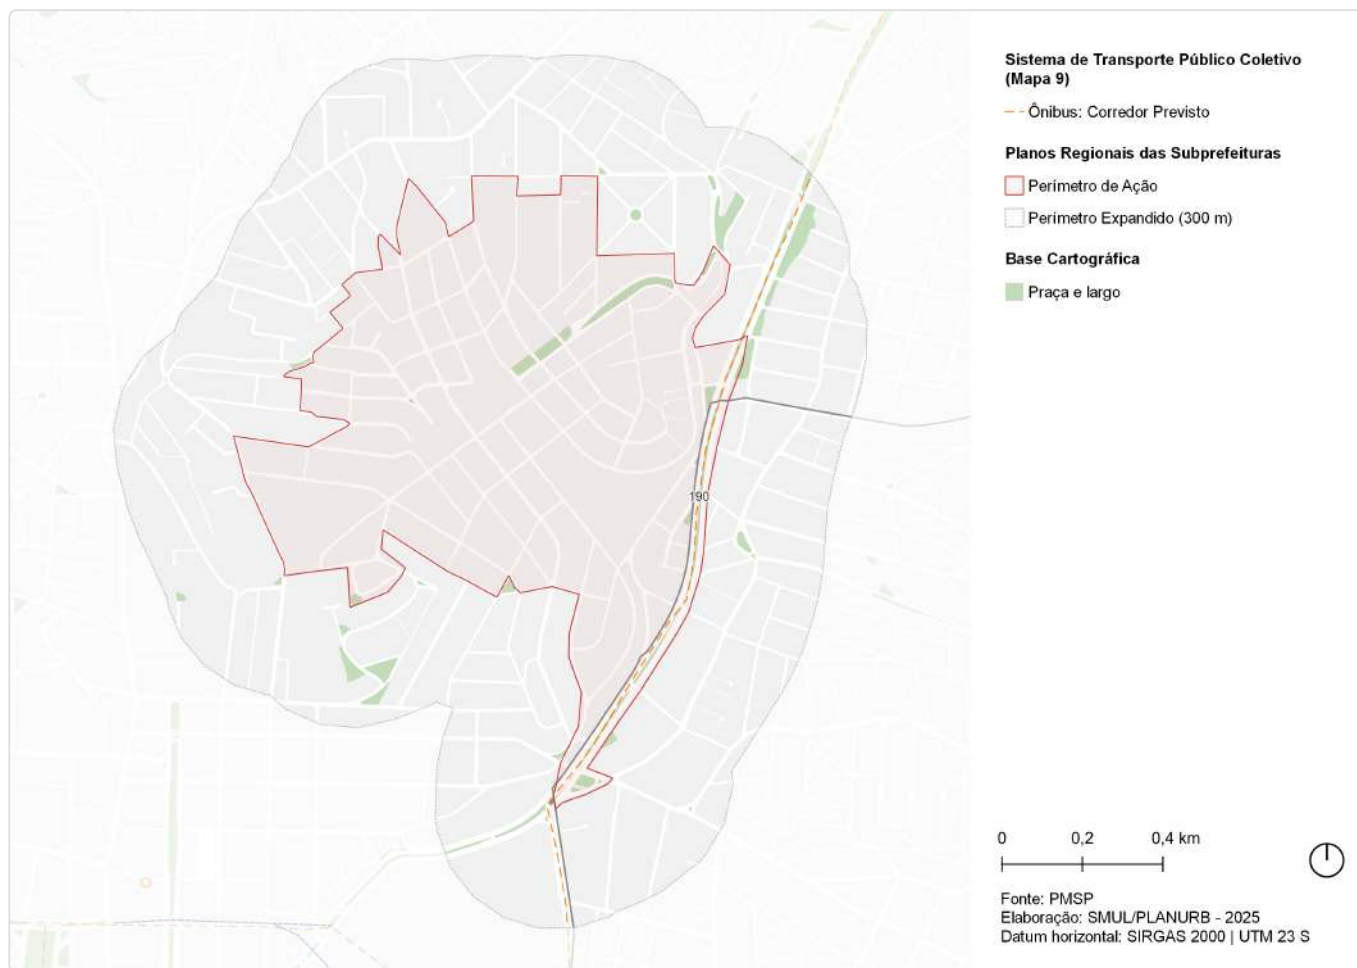 Sistema de Transporte Público Coletivo
(Mapa 9)
Ônibus: Corredor Previsto
Planos Regionais das Subprefeituras
Perímetro de Ação
Perímetro Expandido (300 m)
Base Cartográfica
Praça e largo
190
0 0,2 0,4 km
Fonte: PMSP
Elaboração: SMUL/PLANURB - 2025
Datum horizontal: SIRGAS 2000 | UTM 23 S